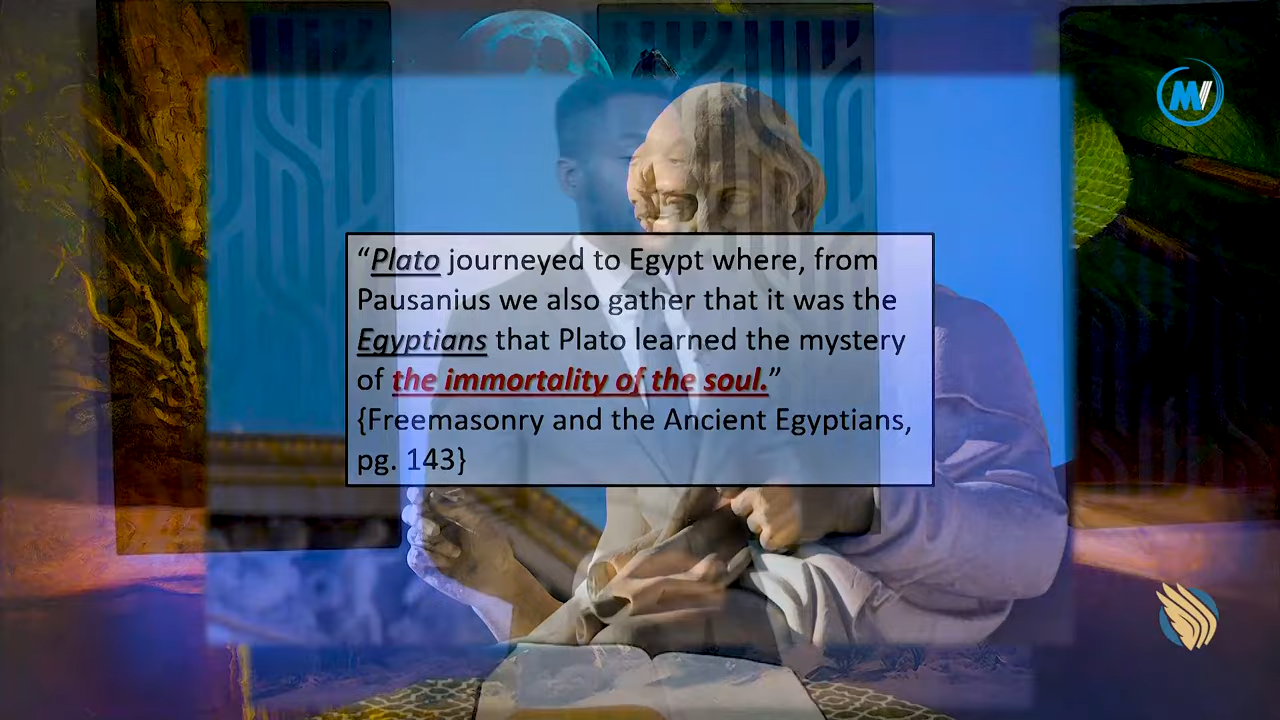 “Plato journeyed to Egypt where, from
Pausanius we also gather that it was the
Egyptians that Plato learned the mystery
of the immortality of the soul.”
{Freemasonry and the Ancient Egyptians,
pg. 143}
MV